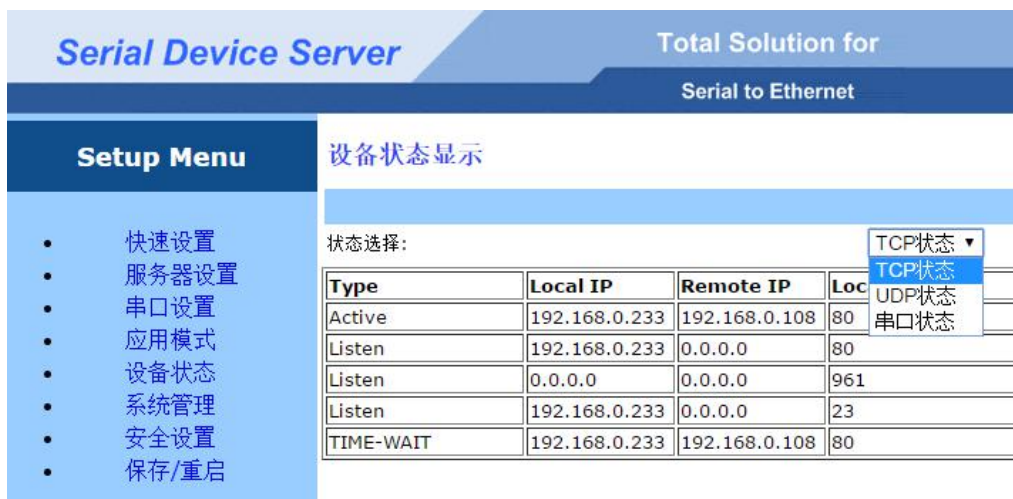 Serial Device Server
Total Solution for
Serial to Ethernet
Setup Menu
快速设置
服务器设置
串口设置
应用模式
设备状态
系统管理
安全设置
保存/重启
设备状态显示
状态选择: TCP状态
TCP状态
UDP状态
串口状态
Type Local IP Remote IP Loc
Active 192.168.0.233 192.168.0.108 80
Listen 192.168.0.233 0.0.0.0 80
Listen 0.0.0.0 0.0.0.0 961
Listen 192.168.0.233 0.0.0.0 23
TIME-WAIT 192.168.0.233 192.168.0.108 80